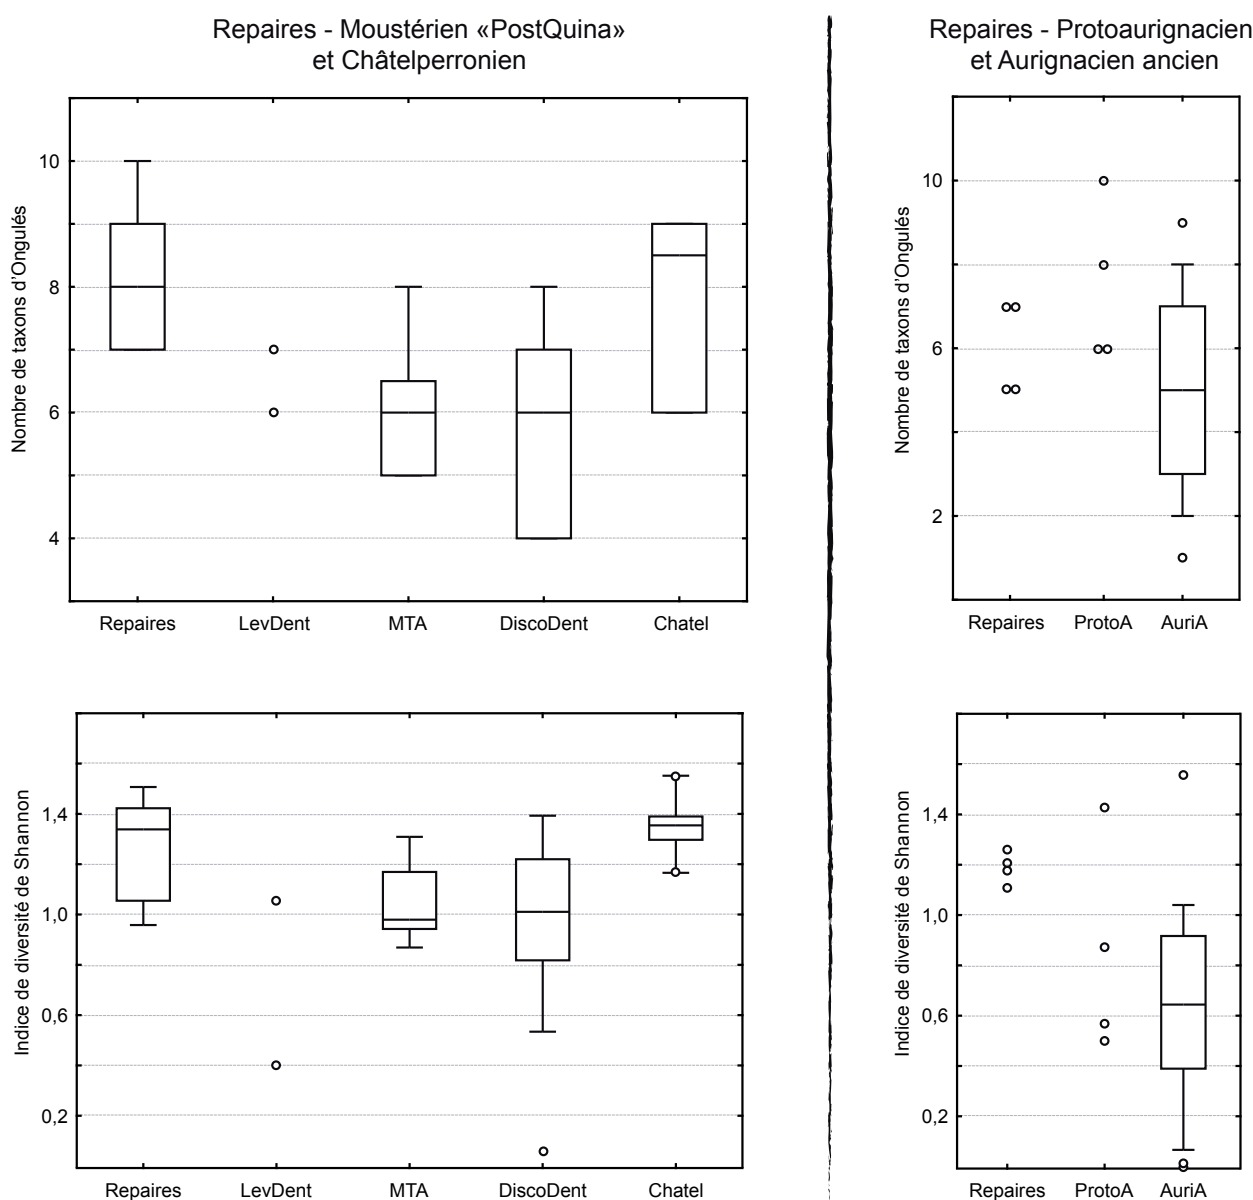 Repaires - Moustérien «PostQuina»
et Châtelperronien
Repaires - Protoaurignacien
et Aurignacien ancien
Nombre de taxons d'Ongulés
10
8
6
4
Repaires LevDent MTA DiscoDent Chatel
Nombre de taxons d'Ongulés
10
6
2
Repaires ProtoA AuriA
Indice de diversité de Shannon
1,4
1,0
0,6
0,2
Repaires LevDent MTA DiscoDent Chatel
Indice de diversité de Shannon
1,4
1,0
0,6
0,2
Repaires ProtoA AuriA